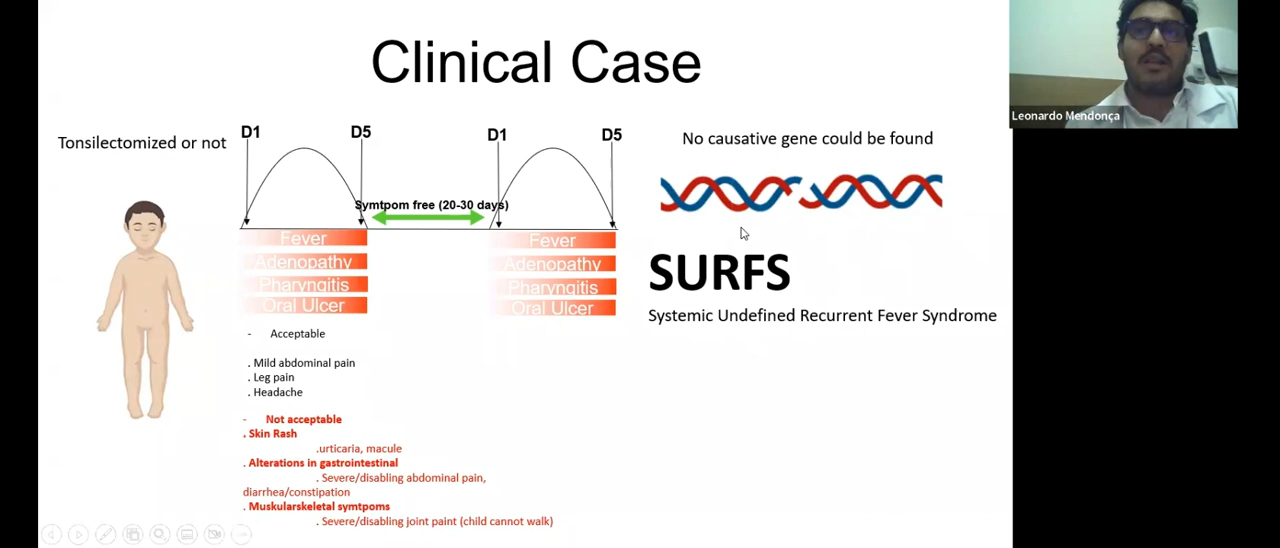 Clinical Case
Leonardo Mendonça
Tonsilectomized or not
D1
D5
D1
D5
No causative gene could be found
Symtpom free (20-30 days)
Fever
Adenopathy
Pharyngitis
Oral Ulcer
Fever
Adenopathy
Pharyngitis
Oral Ulcer
SURFS
Systemic Undefined Recurrent Fever Syndrome
- Acceptable
. Mild abdominal pain
. Leg pain
. Headache
- Not acceptable
. Skin Rash
.urticaria, macule
. Alterations in gastrointestinal
. Severe/disabling abdominal pain,
diarrhea/constipation
. Muskularskeletal symtpoms
. Severe/disabling joint paint (child cannot walk)